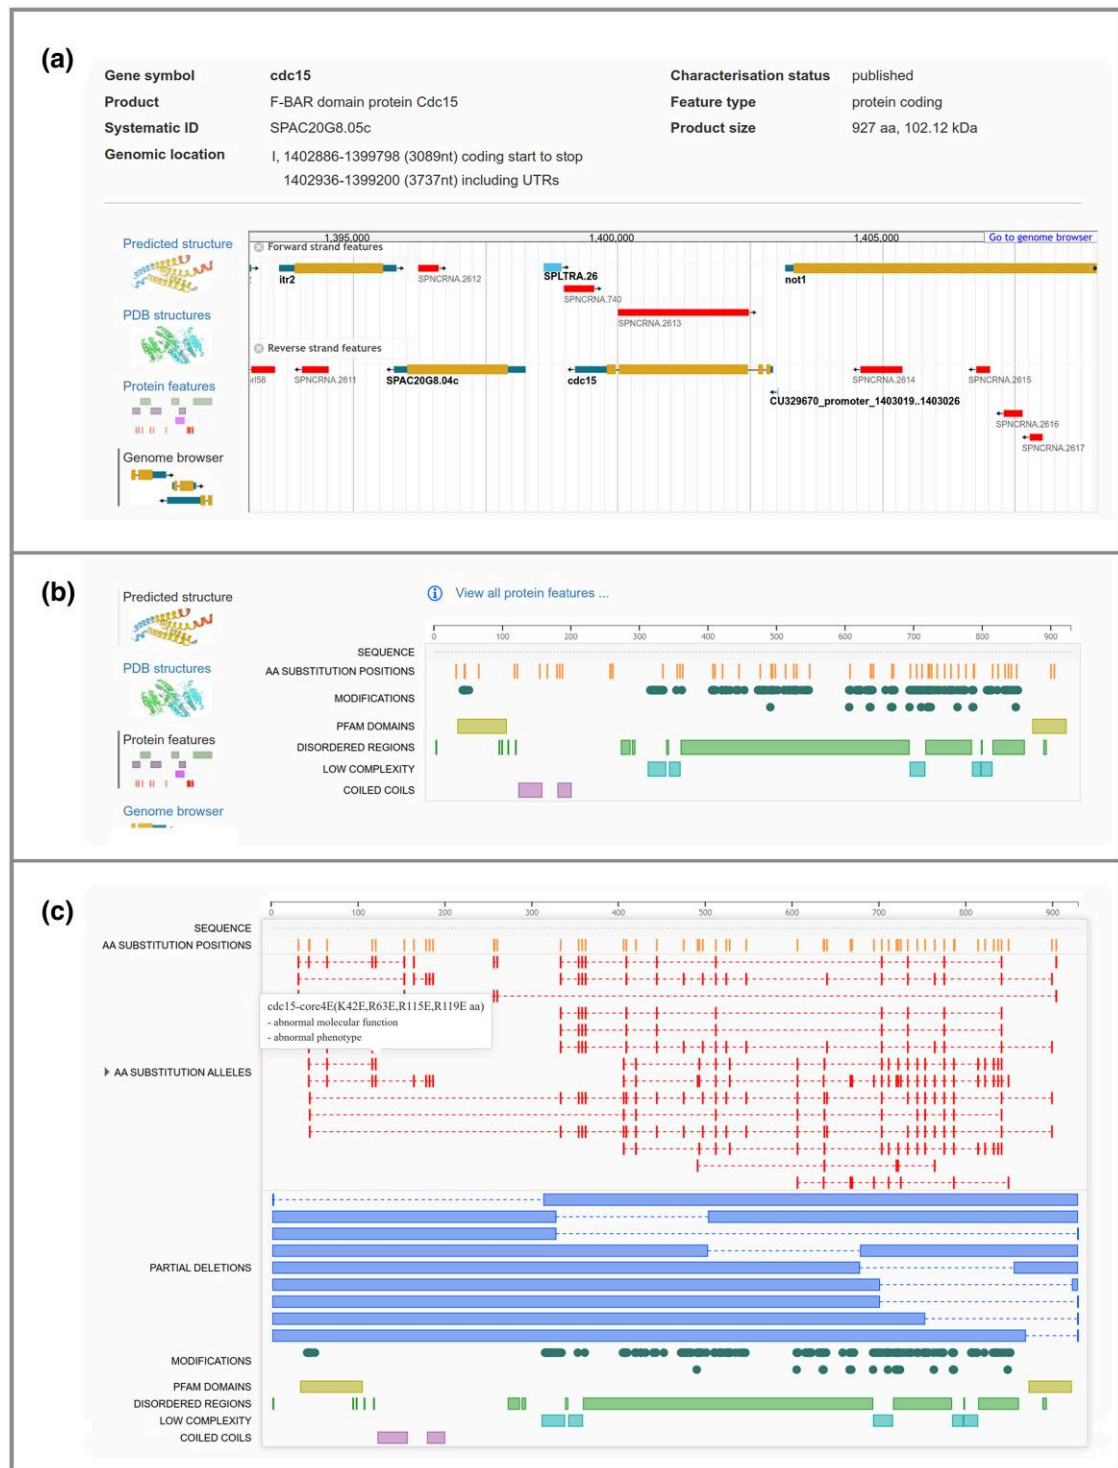 (a)
Gene symbol cdc15 Characterisation status published
Product F-BAR domain protein Cdc15 Feature type protein coding
Systematic ID SPAC20G8.05c Product size 927 aa, 102.12 kDa
Genomic location I, 1402886-1399798 (3089nt) coding start to stop
1402936-1399200 (3737nt) including UTRs
Predicted structure
PDB structures
Protein features
Genome browser
1,395,000 1,400,000 1,405,000 Go to genome browser
Forward strand features
itr2 SPNCRNA.2612 SPLTRA.26 not1
SPNCRNA.740
SPNCRNA.2613
Reverse strand features
SPNCRNA.2611 SPAC20G8.04c cdc15 SPNCRNA.2614 SPNCRNA.2615
CU329670_promoter_1403019..1403026
SPNCRNA.2616
SPNCRNA.2617
(b)
Predicted structure
PDB structures
Protein features
Genome browser
View all protein features ...
0 100 200 300 400 500 600 700 800 900
SEQUENCE
AA SUBSTITUTION POSITIONS
MODIFICATIONS
PFAM DOMAINS
DISORDERED REGIONS
LOW COMPLEXITY
COILED COILS
(c)
0 100 200 300 400 500 600 700 800 900
SEQUENCE
AA SUBSTITUTION POSITIONS
cdc15-core4E(K42E,R63E,R115E,R119E aa)
- abnormal molecular function
- abnormal phenotype
AA SUBSTITUTION ALLELES
PARTIAL DELETIONS
MODIFICATIONS
PFAM DOMAINS
DISORDERED REGIONS
LOW COMPLEXITY
COILED COILS